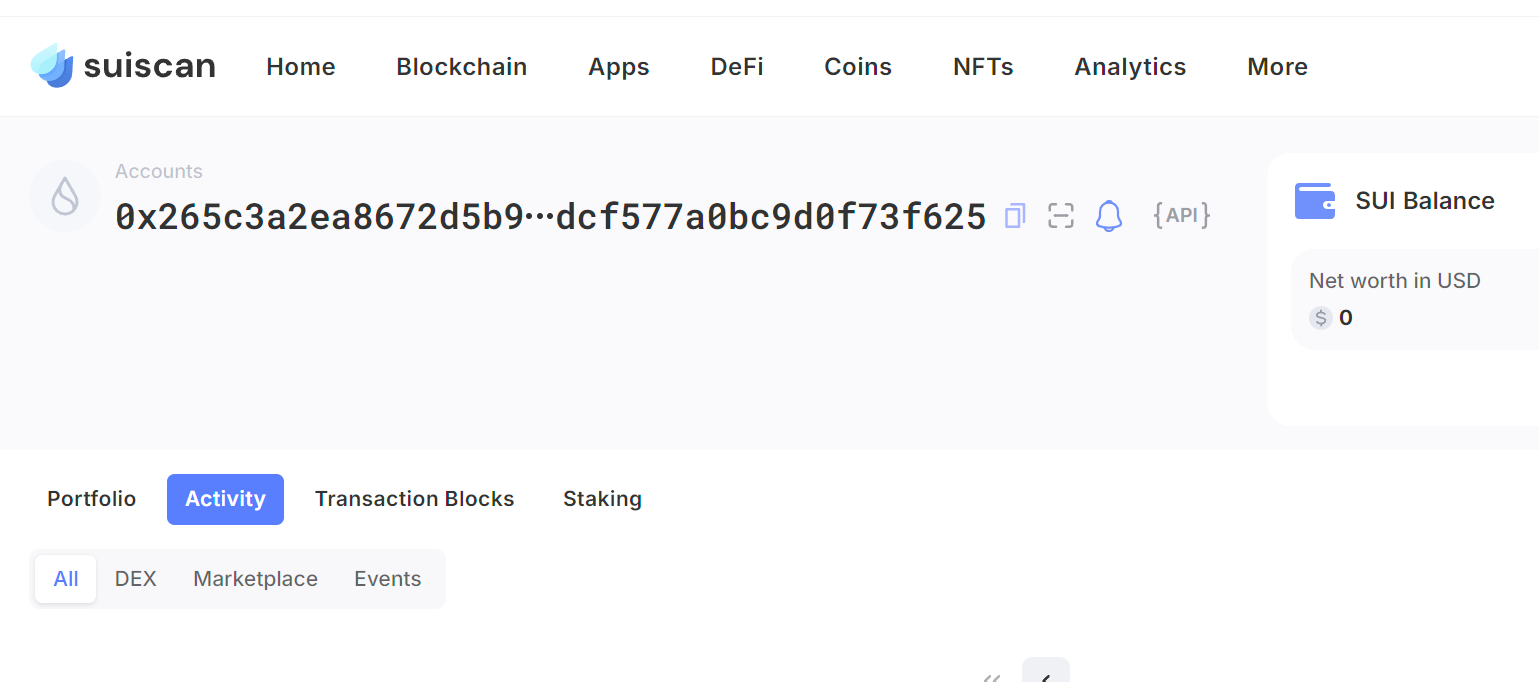 suiscan Home Blockchain Apps DeFi Coins NFTs Analytics More
Accounts
0x265c3a2ea8672d5b9···dcf577a0bc9d0f73f625 {API}
SUI Balance
Net worth in USD
$ 0
Portfolio Activity Transaction Blocks Staking
All DEX Marketplace Events